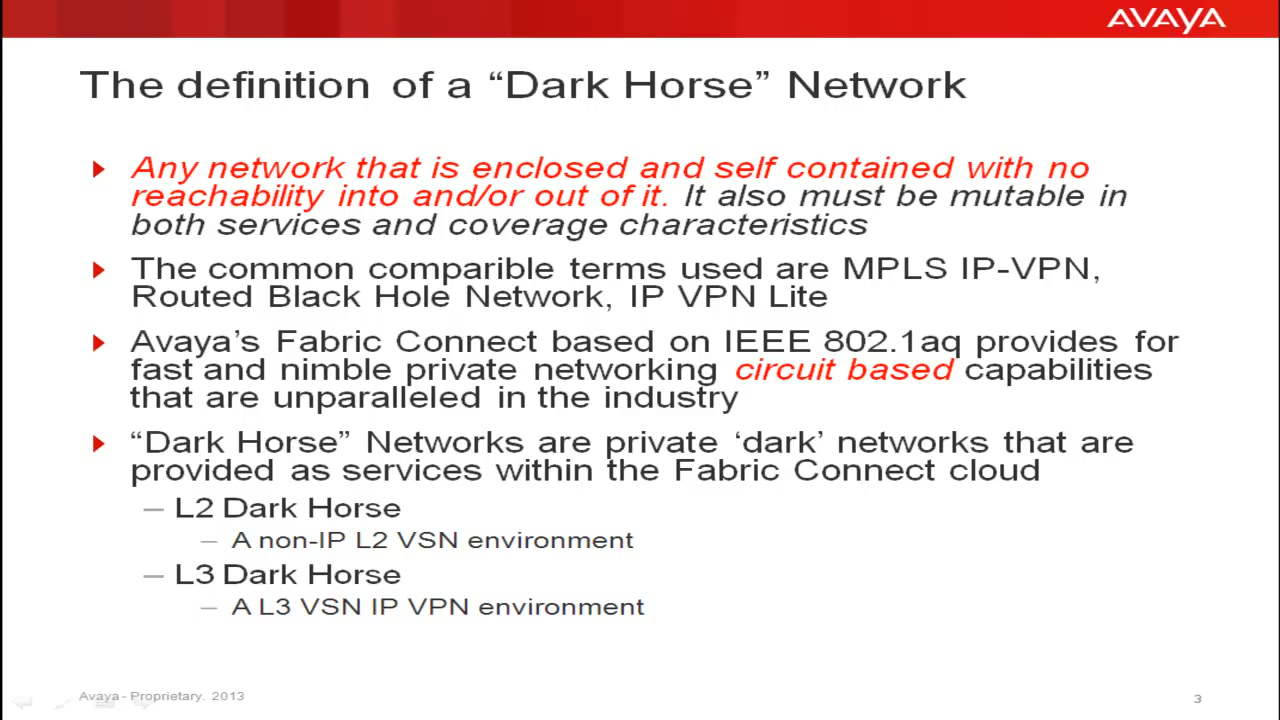 AVAYA
The definition of a “Dark Horse” Network
Any network that is enclosed and self contained with no
reachability into and/or out of it. It also must be mutable in
both services and coverage characteristics
The common comparible terms used are MPLS IP-VPN,
Routed Black Hole Network, IP VPN Lite
Avaya’s Fabric Connect based on IEEE 802.1aq provides for
fast and nimble private networking circuit based capabilities
that are unparalleled in the industry
“Dark Horse” Networks are private ‘dark’ networks that are
provided as services within the Fabric Connect cloud
– L2 Dark Horse
– A non-IP L2 VSN environment
– L3 Dark Horse
– A L3 VSN IP VPN environment
Avaya - Proprietary. 2013
3